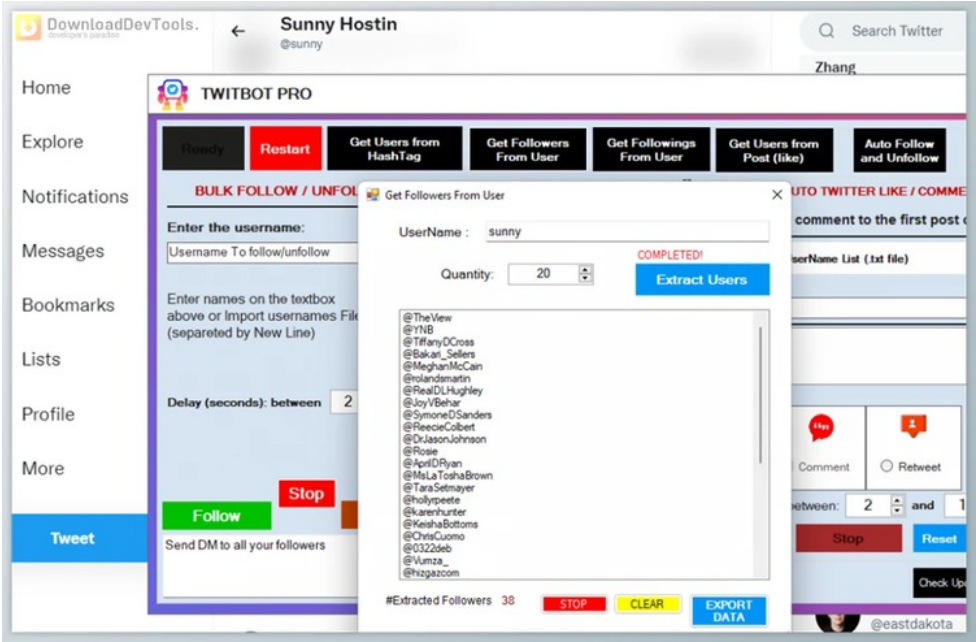 DownloadDevTools.
developer's paradise
Sunny Hostin
@sunny
Search Twitter
Zhang
Home
Explore
Notifications
Messages
Bookmarks
Lists
Profile
More
Tweet
TWITBOT PRO
Ready
Restart
Get Users from
HashTag
Get Followers
From User
Get Followings
From User
Get Users from
Post (like)
Auto Follow
and Unfollow
BULK FOLLOW / UNFOL
Enter the username:
Username To follow/unfollow
Enter names on the textbox
above or Import usernames File
(separeted by New Line)
Delay (seconds): between 2
Stop
Follow
Send DM to all your followers
Get Followers From User
UserName :
sunny
Quantity:
20
COMPLETED!
Extract Users
@TheView
@YNB
@TiffanyDCross
@Bakari_Sellers
@MeghanMcCain
@rolandsmartin
@RealDLHughley
@JoyVBehar
@SymoneDSanders
@ReecieColbert
@DrJasonJohnson
@Rosie
@AprilDRyan
@MsLaToshaBrown
@TaraSetmayer
@hollyrpeete
@karenhunter
@KeishaBottoms
@ChrisCuomo
@0322deb
@Vumza_
@hizgazcom
#Extracted Followers 38
STOP
CLEAR
EXPORT
DATA
UTO TWITTER LIKE / COMME
comment to the first post o
serName List (.txt file)
Comment
Retweet
etween: 2 and 1
Stop
Reset
Check Up
@eastdakota